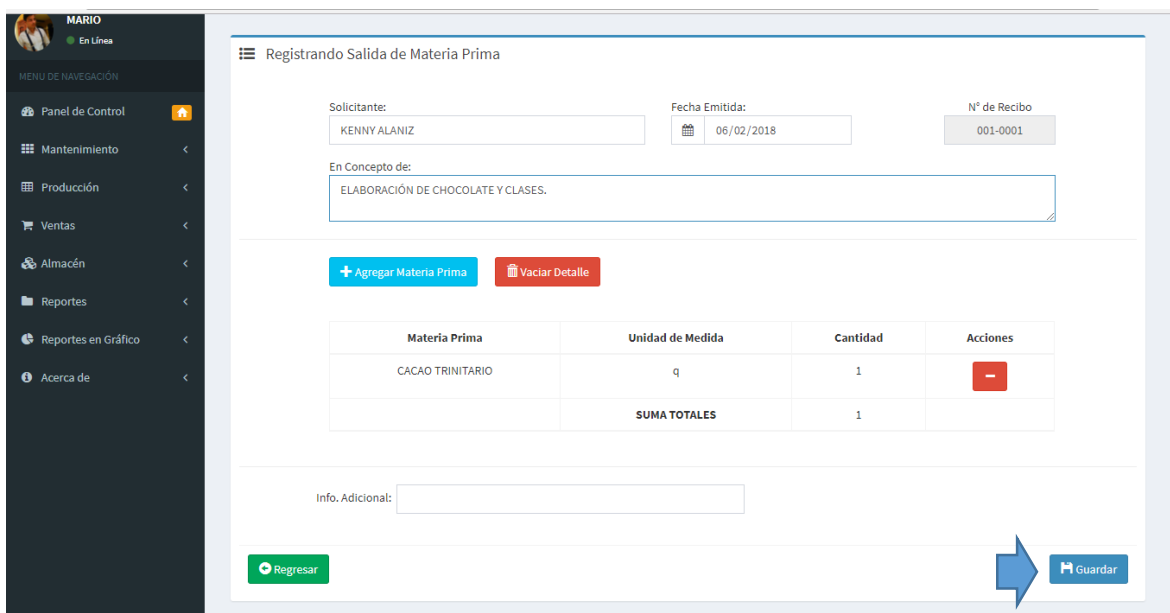 MARIO
En Línea
MENU DE NAVEGACIÓN
Panel de Control
Mantenimiento
Producción
Ventas
Almacén
Reportes
Reportes en Gráfico
Acerca de
Registrando Salida de Materia Prima
Solicitante: Fecha Emitida: N° de Recibo
KENNY ALANIZ 06/02/2018 001-0001
En Concepto de:
ELABORACIÓN DE CHOCOLATE Y CLASES.
Agregar Materia Prima Vaciar Detalle
Materia Prima Unidad de Medida Cantidad Acciones
CACAO TRINITARIO q 1
SUMA TOTALES 1
Info. Adicional:
Regresar Guardar